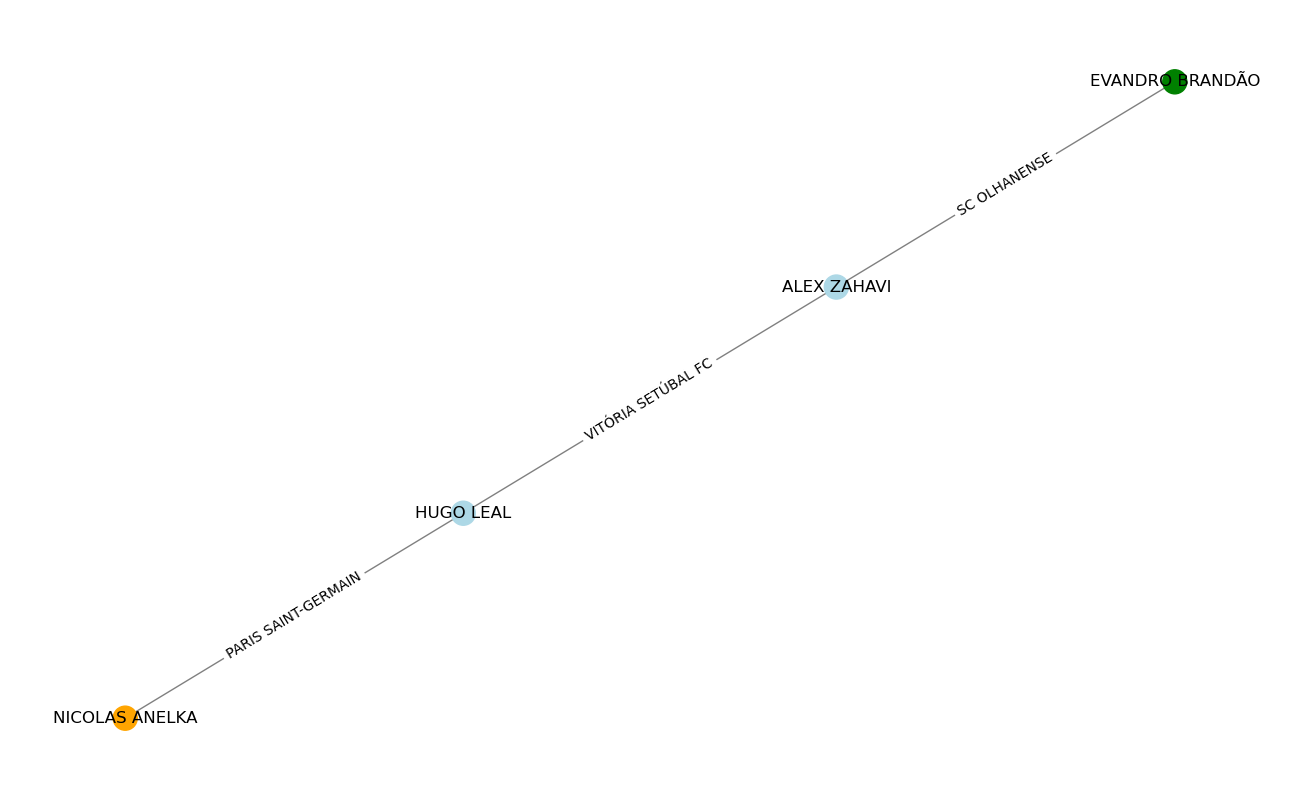 EVANDRO BRANDÃO
SC OLHANENSE
ALEX ZAHAVI
VITÓRIA SETÚBAL FC
HUGO LEAL
PARIS SAINT-GERMAIN
NICOLAS ANELKA